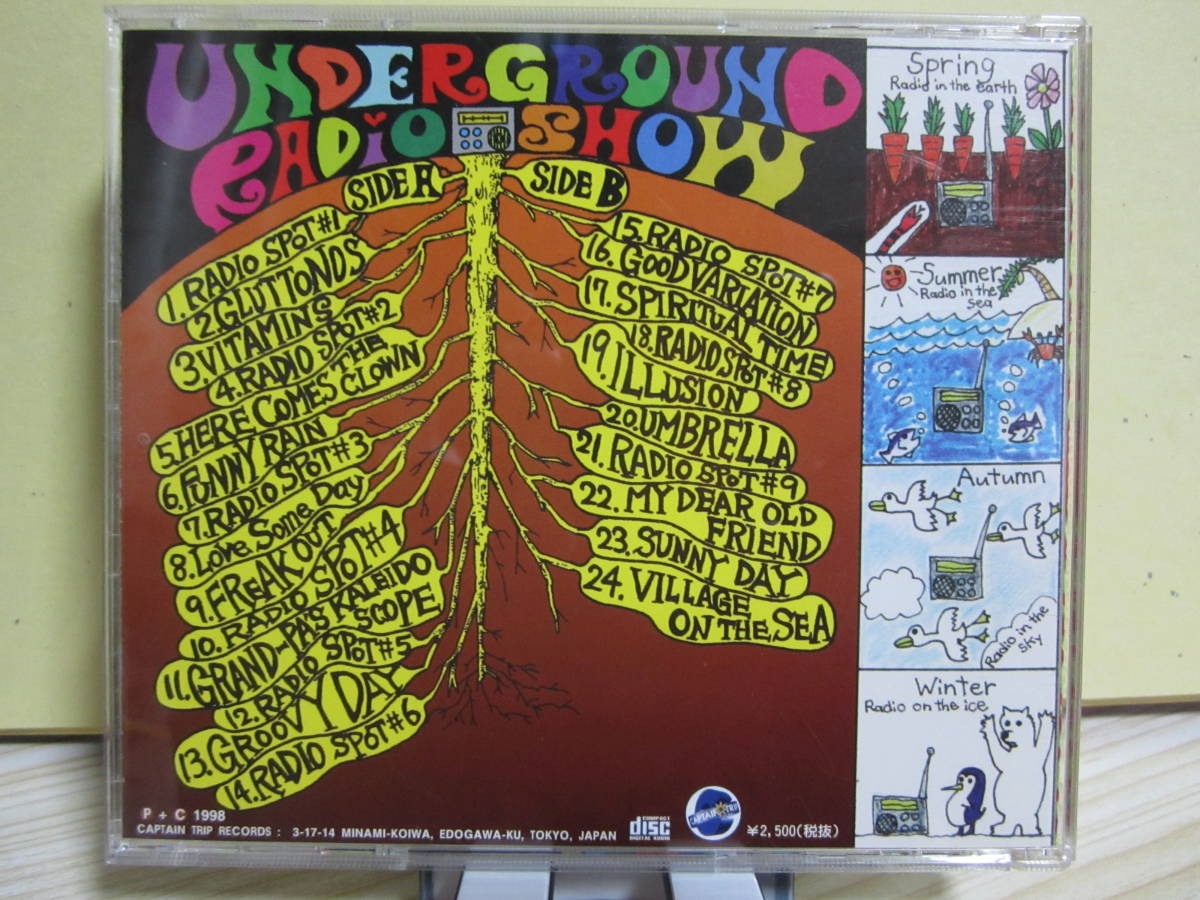 UNDERGROUND
RADiO SHOW
SIDE A
1. RADIO SPOT #1
2. GLUTTONOS
3. VITAMINS
4. RADIO SPOT #2
5. HERE COMES THE
CLOWN
6. FUNNY RAIN
7. RADIO SPOT #3
8. Love Some Day
9. FREAK OUT
10. RADIO SPOT #4
11. GRAND-PA'S KALEIDO
SCOPE
12. RADIO SPOT #5
13. GROOVY DAY
14. RADIO SPOT #6
SIDE B
15. RADIO SPOT #7
16. GOOD VARIATION
17. SPIRITUAL TIME
18. RADIO SPOT #8
19. ILLUSION
20. UMBRELLA
21. RADIO SPOT #9
22. MY DEAR OLD
FRIEND
23. SUNNY DAY
24. VILLAGE
ON THE SEA
P + C 1998
CAPTAIN TRIP RECORDS : 3-17-14 MINAMI-KOIWA, EDOGAWA-KU, TOKYO, JAPAN
COMPACT
disc
DIGITAL AUDIO
CAPTAIN TRIP
¥2,500(税抜)
Spring
Radio in the earth
Summer
Radio in the
Sea
Autumn
Radio in the
sky
Winter
Radio on the ice